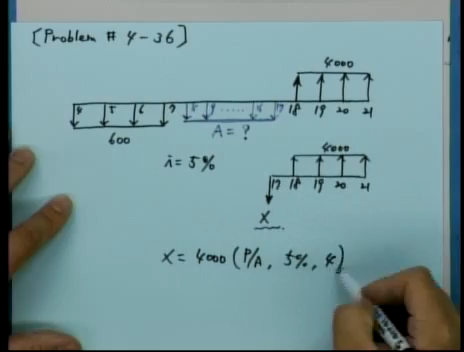 [Problem # 4-36]
4000
4 5 6 7 8 9 ..... 16 17 18 19 20 21
600
A = ?
i = 5%
4000
17 18 19 20 21
X
X = 4000 (P/A, 5%, 4)